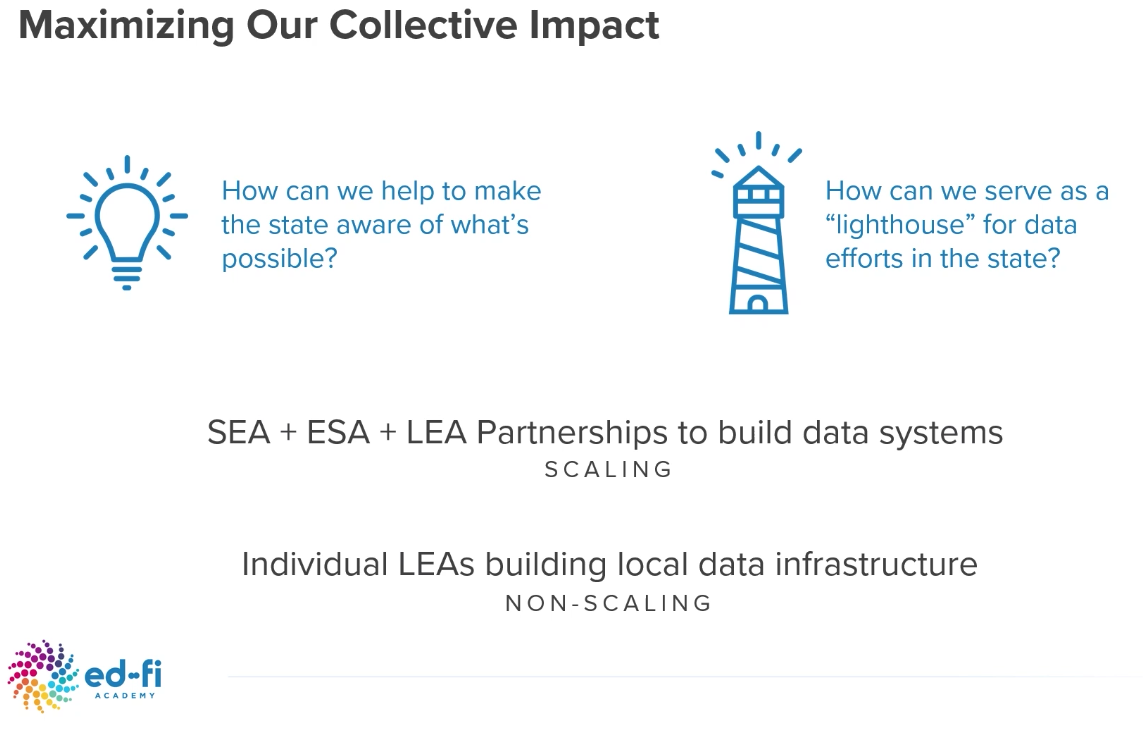 Maximizing Our Collective Impact
How can we help to make
the state aware of what’s
possible?
How can we serve as a
“lighthouse” for data
efforts in the state?
SEA + ESA + LEA Partnerships to build data systems
SCALING
Individual LEAs building local data infrastructure
NON-SCALING
ed-fi
ACADEMY